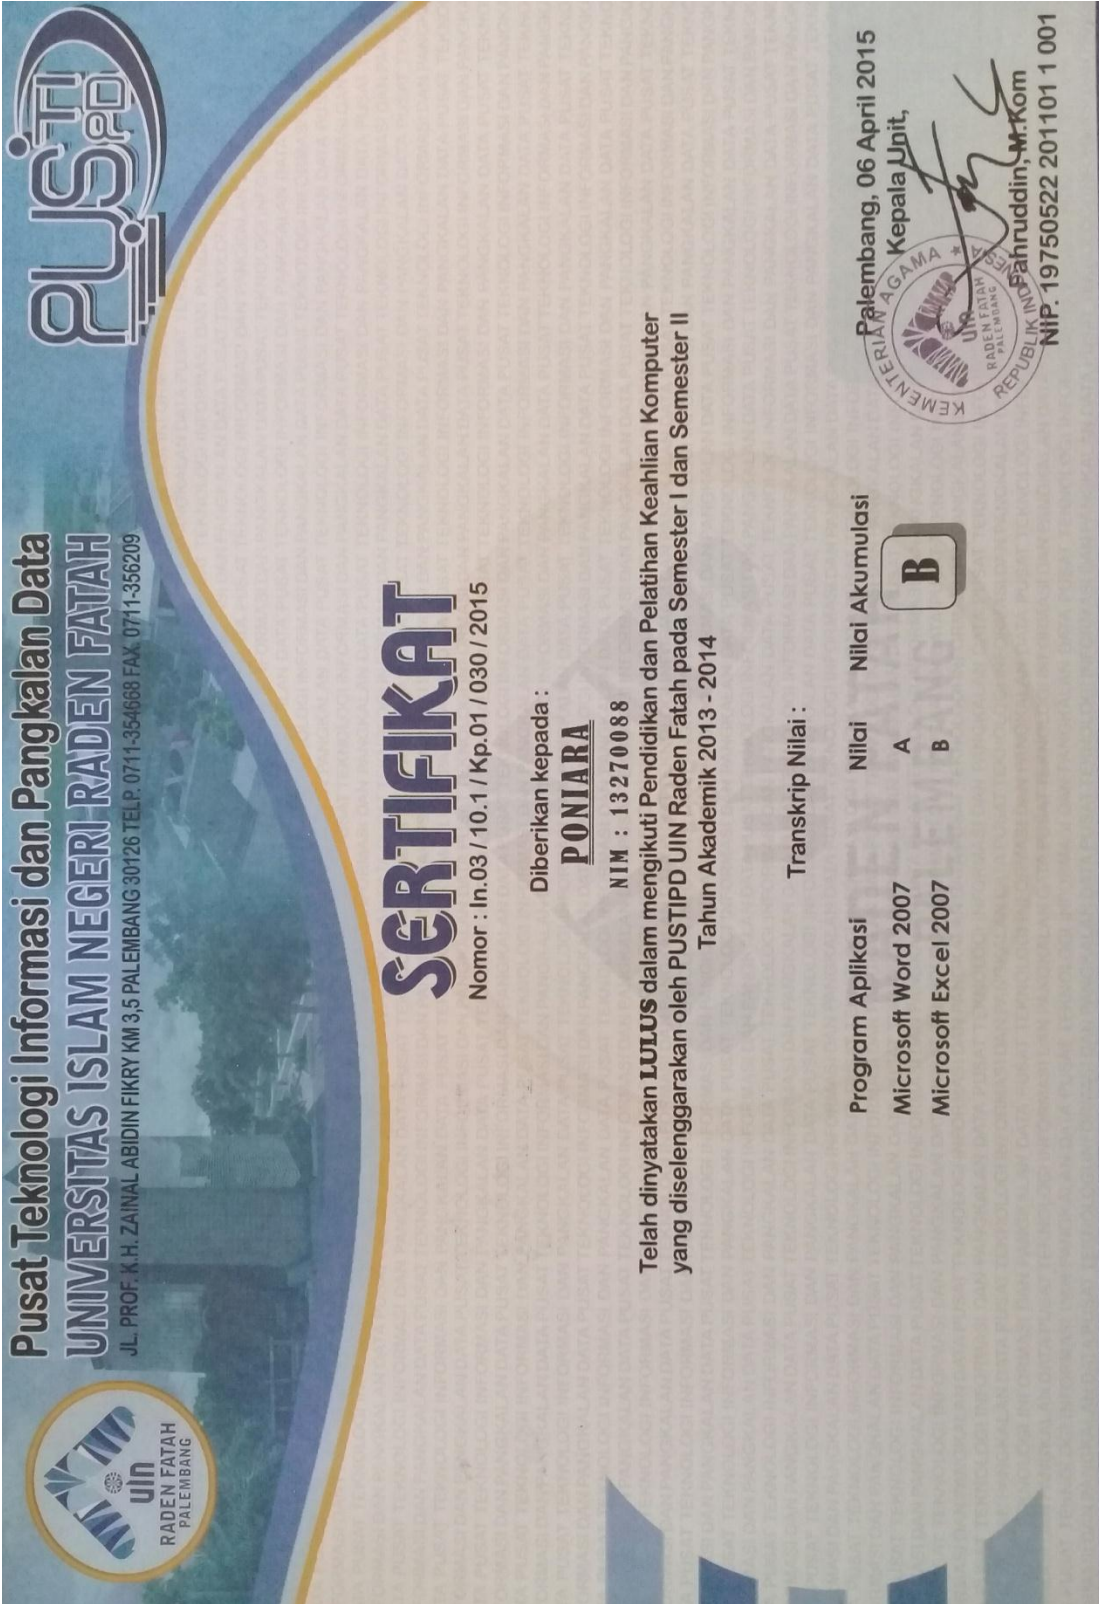 Pusat Teknologi Informasi dan Pangkalan Data
UNIVERSITAS ISLAM NEGERI RADEN FATAH
JL. PROF. K.H. ZAINAL ABIDIN FIKRY KM 3,5 PALEMBANG 30126 TELP. 0711-354668 FAX. 0711-356209
uin
RADEN FATAH
PALEMBANG
PUSTIPD
SERTIFIKAT
Nomor : In.03 / 10.1 / Kp.01 / 030 / 2015
Diberikan kepada :
PONIARA
NIM : 13270088
Telah dinyatakan LULUS dalam mengikuti Pendidikan dan Pelatihan Keahlian Komputer
yang diselenggarakan oleh PUSTIPD UIN Raden Fatah pada Semester I dan Semester II
Tahun Akademik 2013 - 2014
Transkrip Nilai :
Program Aplikasi Nilai Nilai Akumulasi
Microsoft Word 2007 A
Microsoft Excel 2007 B
B
Palembang, 06 April 2015
Kepala Unit,
KEMENTERIAN AGAMA
REPUBLIK INDONESIA
uin
RADEN FATAH
PALEMBANG
Fahruddin, M.Kom
NIP. 19750522 201101 1 001